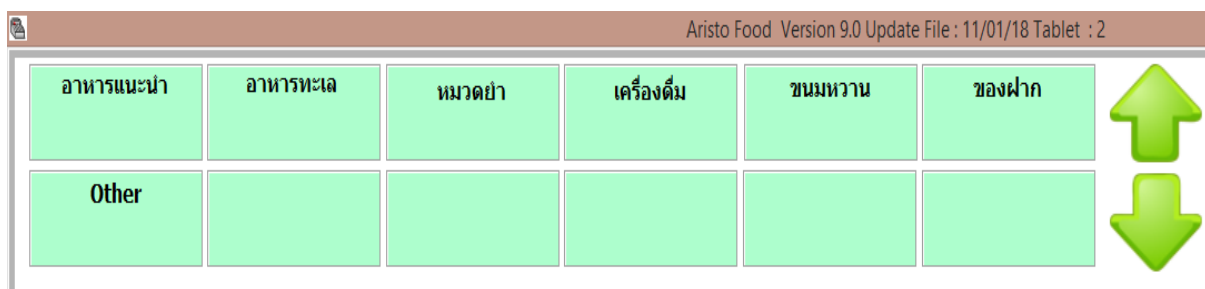 Aristo Food Version 9.0 Update File : 11/01/18 Tablet : 2
อาหารแนะนำ อาหารทะเล หมวดยำ เครื่องดื่ม ขนมหวาน ของฝาก
Other